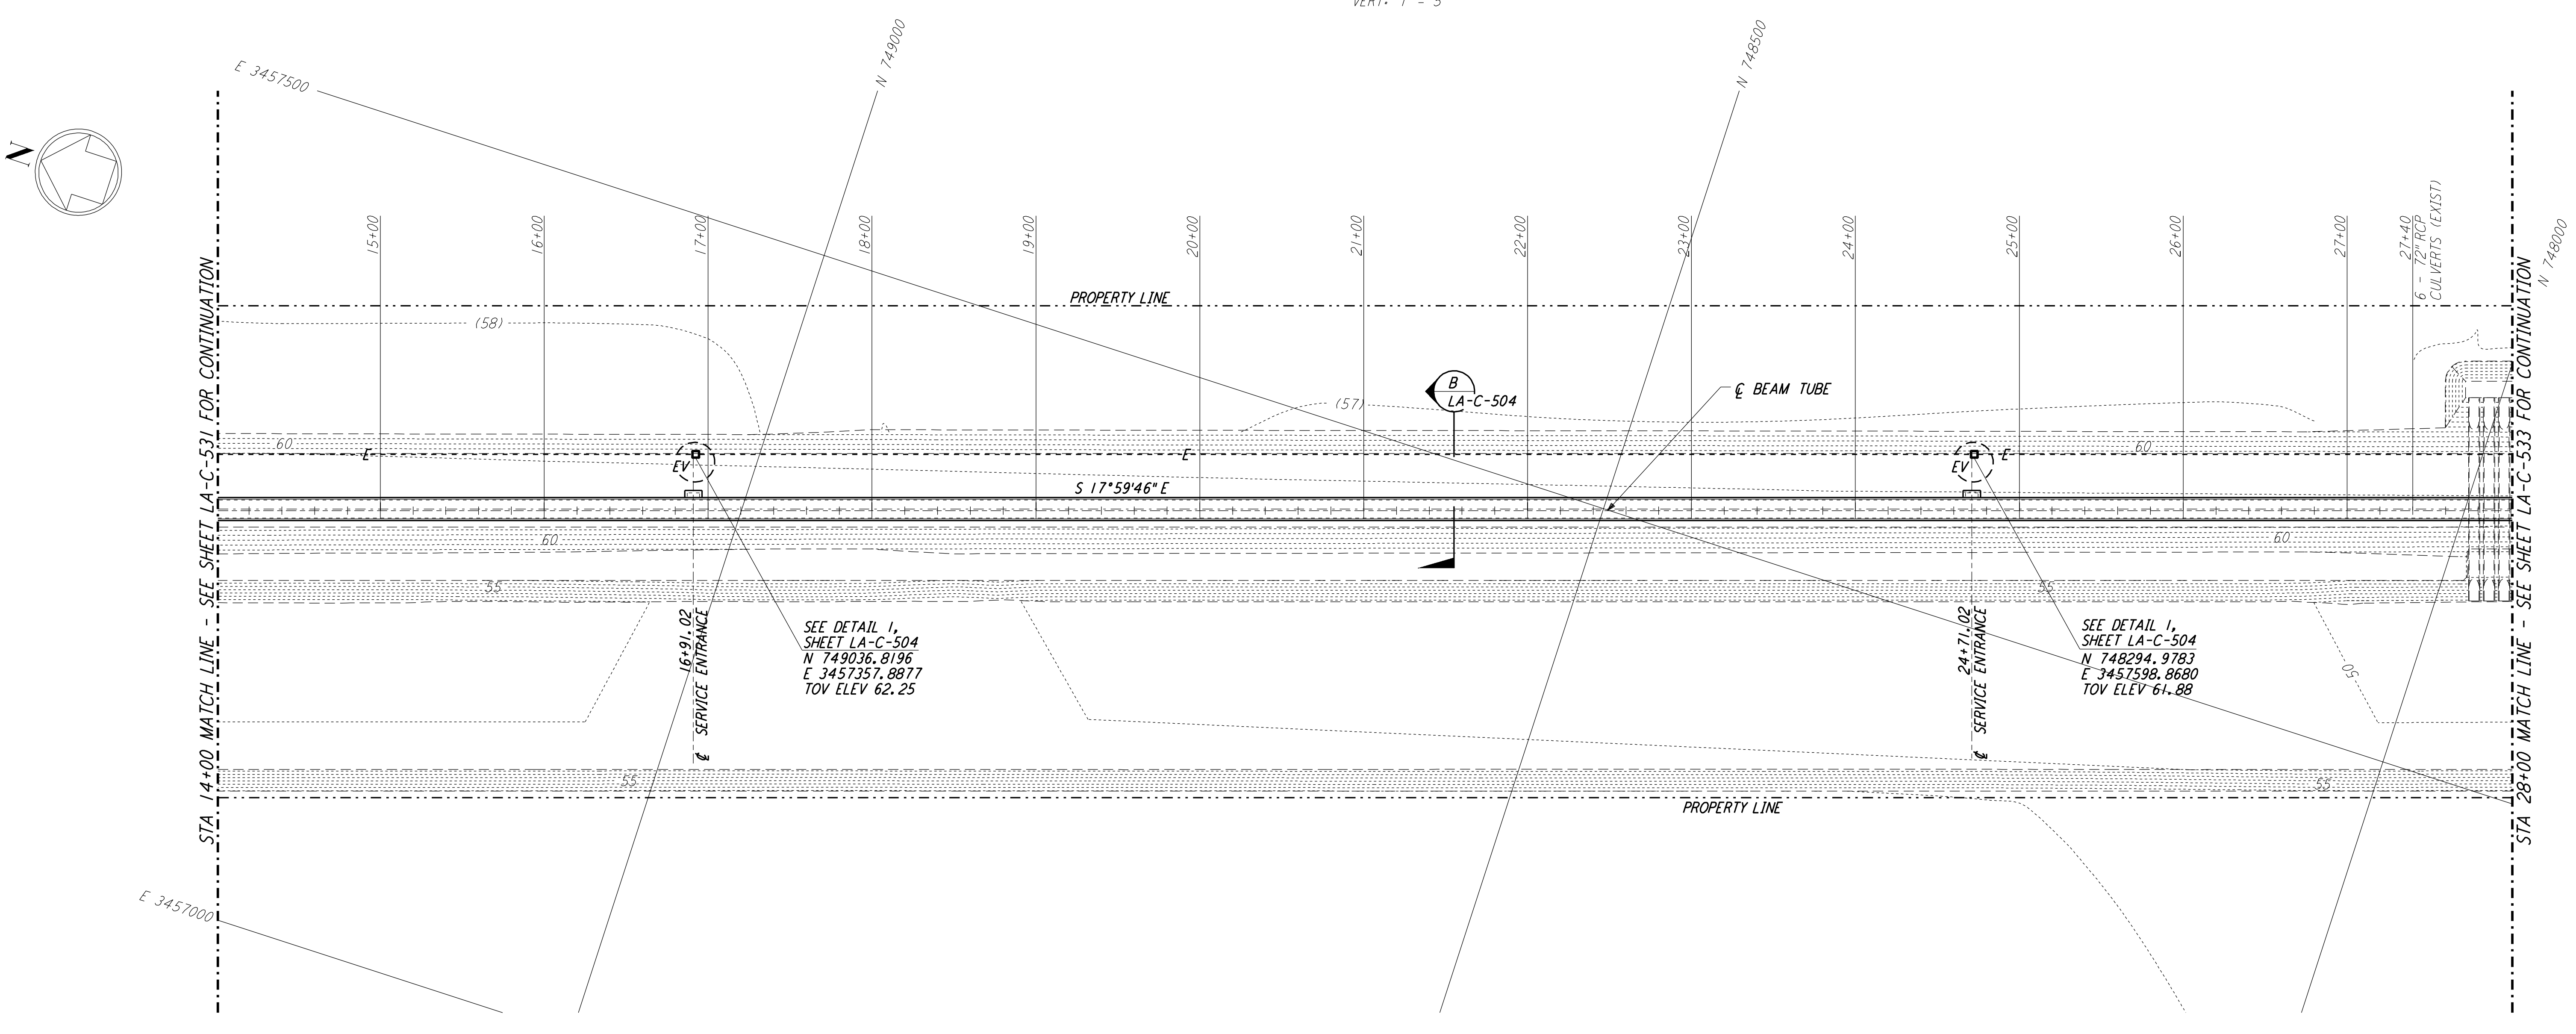 VERT. 1" = 5'
E 3457500
N 749000
N 748500
N
15+00
16+00
17+00
18+00
19+00
20+00
21+00
22+00
23+00
24+00
25+00
26+00
27+00
27+40
6 - 72" RCP
CULVERTS (EXIST)
N 748000
STA 14+00 MATCH LINE - SEE SHEET LA-C-531 FOR CONTINUATION
STA 28+00 MATCH LINE - SEE SHEET LA-C-533 FOR CONTINUATION
PROPERTY LINE
(58)
B
LA-C-504
(57)
℄ BEAM TUBE
60
60
E
E
E
EV
EV
S 17°59'46" E
60
60
55
55
16+91.02
℄ SERVICE ENTRANCE
SEE DETAIL 1,
SHEET LA-C-504
N 749036.8196
E 3457357.8877
TOV ELEV 62.25
24+71.02
℄ SERVICE ENTRANCE
SEE DETAIL 1,
SHEET LA-C-504
N 748294.9783
E 3457598.8680
TOV ELEV 61.88
50
55
55
PROPERTY LINE
E 3457000